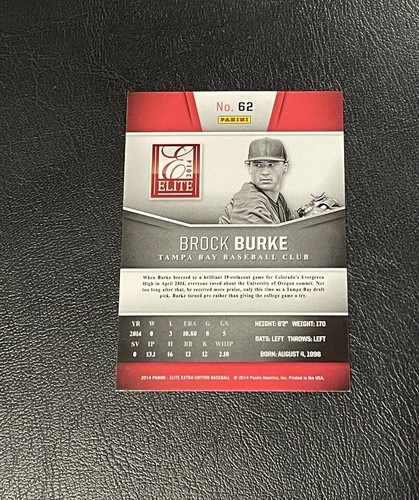 No. 62
PANINI
E
2014
ELITE
BROCK BURKE
TAMPA BAY BASEBALL CLUB
When Burke breezed to a brilliant 19-strikeout game for Colorado's Evergreen
High in April 2014, everyone raved about the University of Oregon commit. Not
too long after that, he received more praise, only this time as a Tampa Bay draft
pick. Burke turned pro rather than giving the college game a try.
YR W L ERA G GS
2014 0 3 10.80 8 5
SV IP H BB K WHIP
0 13.1 16 12 12 2.10
HEIGHT: 6'2" WEIGHT: 170
BATS: LEFT THROWS: LEFT
BORN: AUGUST 4, 1996
2014 PANINI - ELITE EXTRA EDITION BASEBALL © 2014 Panini America, Inc. Printed in the USA.